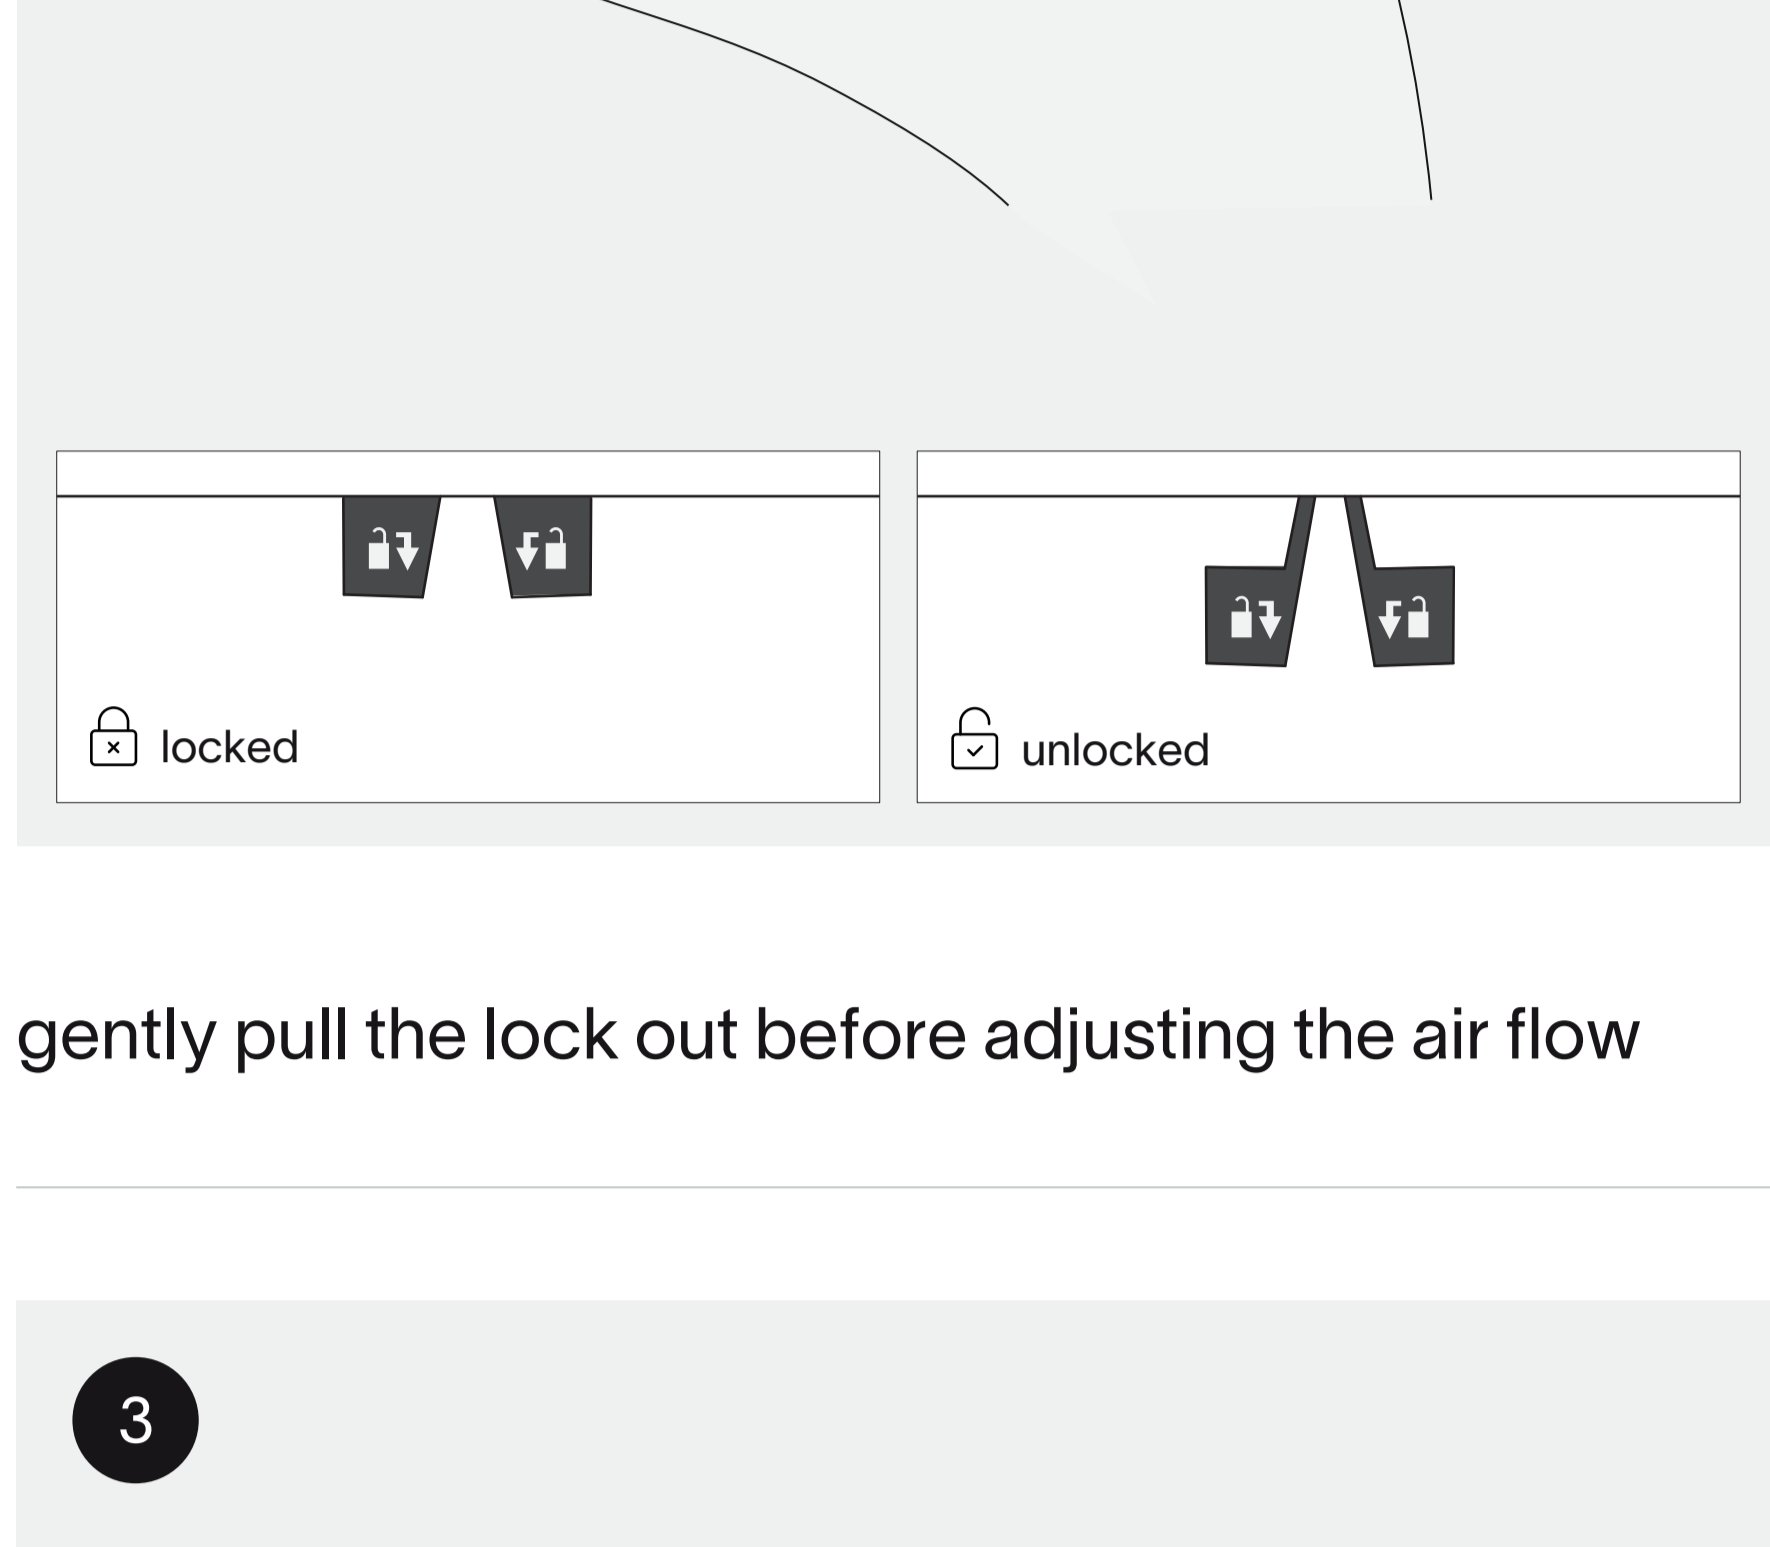 locked
unlocked
gently pull the lock out before adjusting the air flow
3